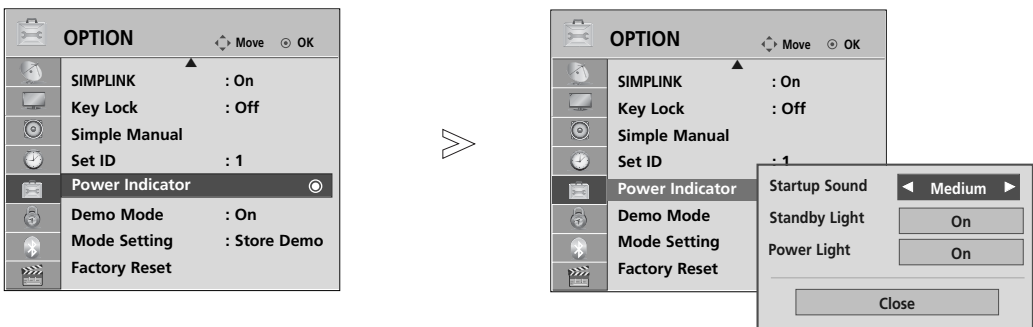 OPTION Move OK
SIMPLINK : On
Key Lock : Off
Simple Manual
Set ID : 1
Power Indicator
Demo Mode : On
Mode Setting : Store Demo
Factory Reset
OPTION Move OK
SIMPLINK : On
Key Lock : Off
Simple Manual
Set ID : 1
Power Indicator
Demo Mode
Mode Setting
Factory Reset
Startup Sound Medium
Standby Light On
Power Light On
Close